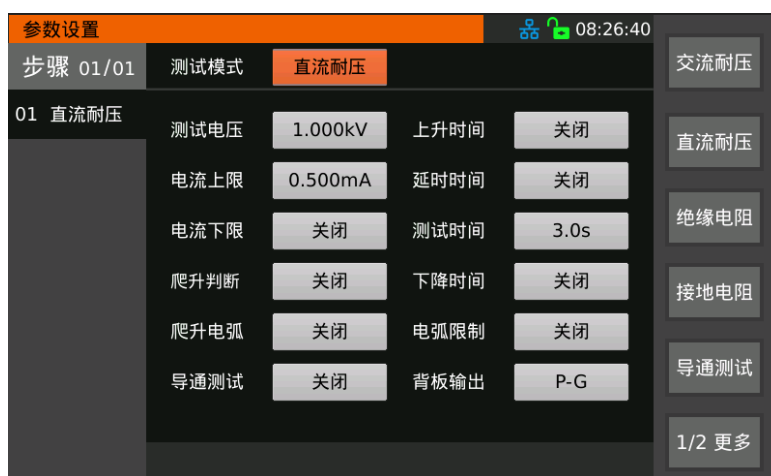 参数设置
08:26:40
步骤 01/01
测试模式 直流耐压
01 直流耐压
测试电压 1.000kV 上升时间 关闭
电流上限 0.500mA 延时时间 关闭
电流下限 关闭 测试时间 3.0s
爬升判断 关闭 下降时间 关闭
爬升电弧 关闭 电弧限制 关闭
导通测试 关闭 背板输出 P-G
交流耐压
直流耐压
绝缘电阻
接地电阻
导通测试
1/2 更多